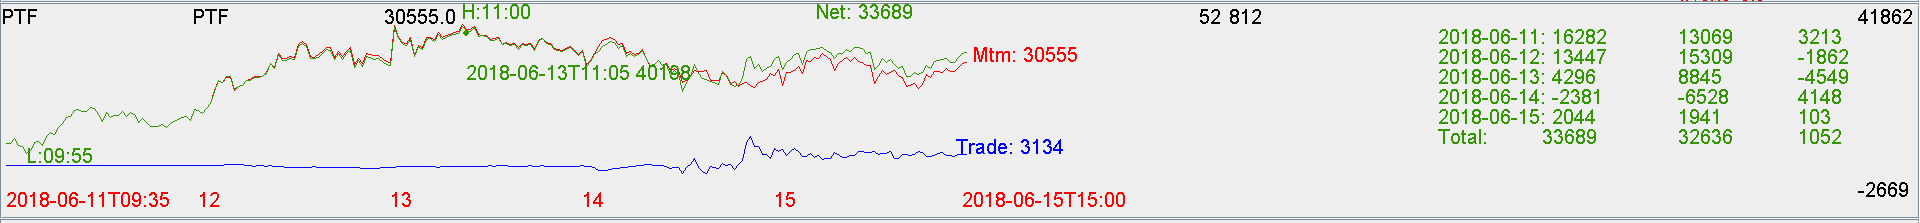 PTF PTF 30555.0 H:11:00 Net: 33689 52 812 41862
2018-06-11: 16282 13069 3213
2018-06-12: 13447 15309 -1862
Mtm: 30555
2018-06-13T11:05 40198
2018-06-13: 4296 8845 -4549
2018-06-14: -2381 -6528 4148
2018-06-15: 2044 1941 103
Total: 33689 32636 1052
Trade: 3134
L:09:55
-2669
2018-06-11T09:35 12 13 14 15 2018-06-15T15:00